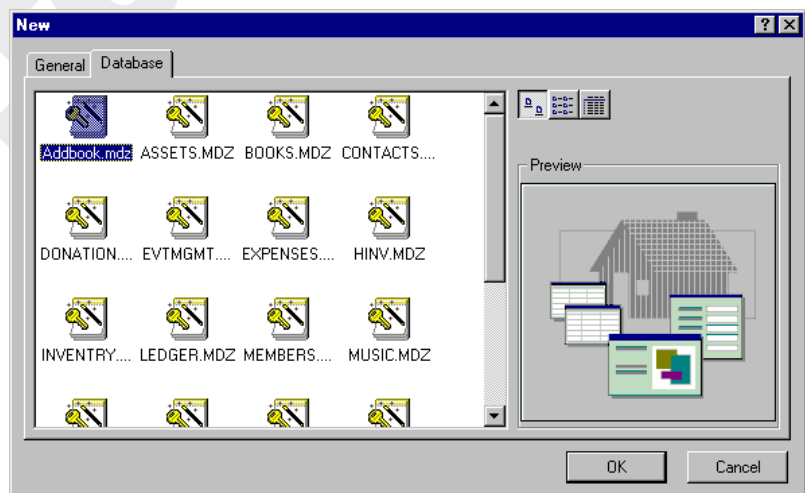 New
General Database
Addbook.mdz ASSETS.MDZ BOOKS.MDZ CONTACTS....
Preview
DONATION.... EVTMGMT.... EXPENSES.... HINV.MDZ
INVENTRY.... LEDGER.MDZ MEMBERS.... MUSIC.MDZ
OK Cancel